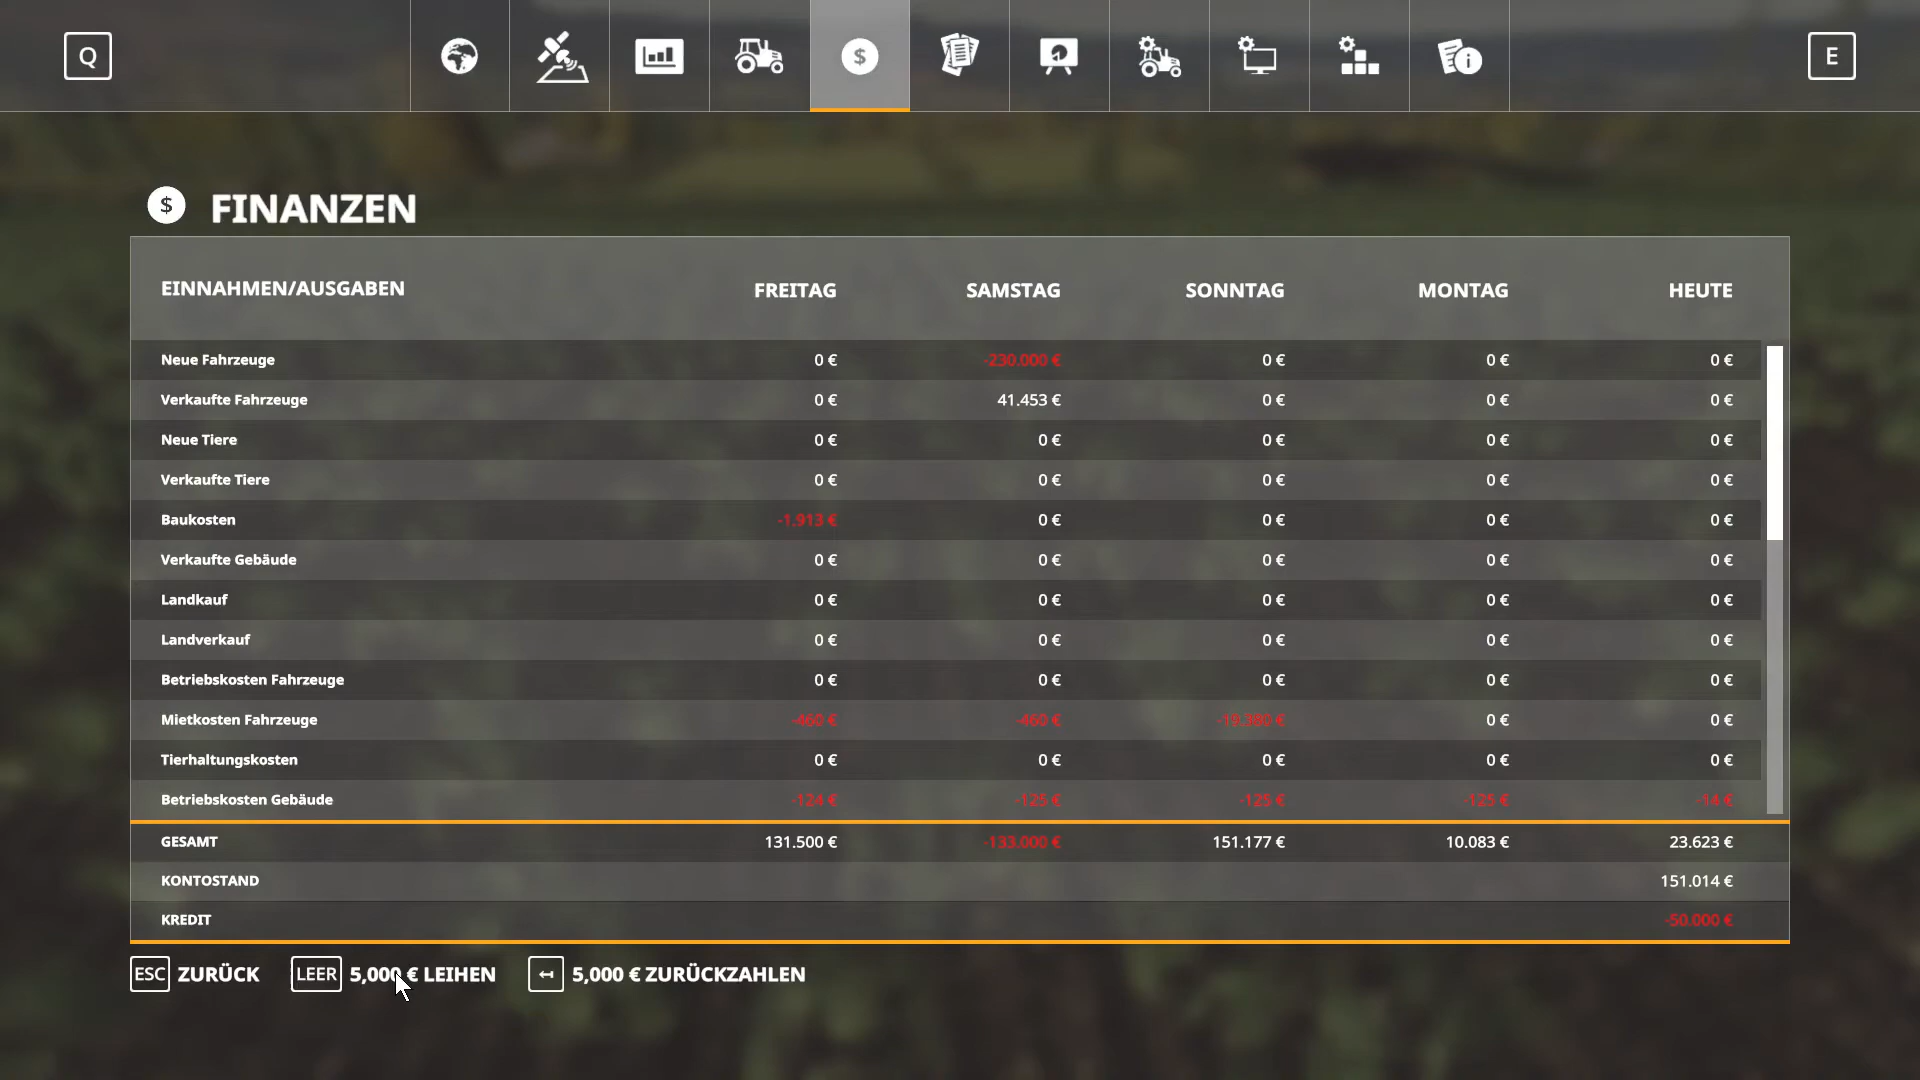 Q
E
$ FINANZEN
EINNAHMEN/AUSGABEN FREITAG SAMSTAG SONNTAG MONTAG HEUTE
Neue Fahrzeuge 0 € -230.000 € 0 € 0 € 0 €
Verkaufte Fahrzeuge 0 € 41.453 € 0 € 0 € 0 €
Neue Tiere 0 € 0 € 0 € 0 € 0 €
Verkaufte Tiere 0 € 0 € 0 € 0 € 0 €
Baukosten -1.913 € 0 € 0 € 0 € 0 €
Verkaufte Gebäude 0 € 0 € 0 € 0 € 0 €
Landkauf 0 € 0 € 0 € 0 € 0 €
Landverkauf 0 € 0 € 0 € 0 € 0 €
Betriebskosten Fahrzeuge 0 € 0 € 0 € 0 € 0 €
Mietkosten Fahrzeuge -460 € -460 € 0 € 0 €
Tierhaltungskosten 0 € 0 € 0 € 0 € 0 €
Betriebskosten Gebäude -124 € -125 € -125 € -125 € -14 €
GESAMT 131.500 € -133.000 € 151.177 € 10.083 € 23.623 €
KONTOSTAND 151.014 €
KREDIT -50.000 €
ESC ZURÜCK LEER 5,000 € LEIHEN 5,000 € ZURÜCKZAHLEN